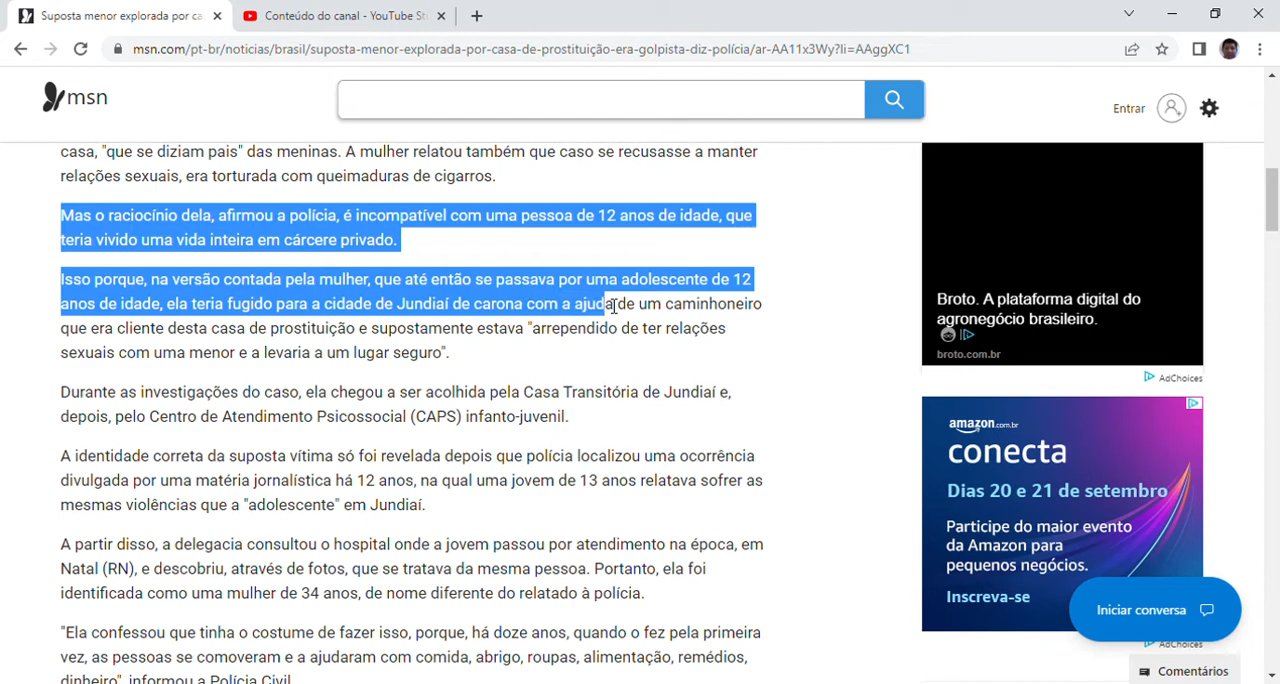 Suposta menor explorada por ca
Conteúdo do canal - YouTube St
msn.com/pt-br/noticias/brasil/suposta-menor-explorada-por-casa-de-prostituição-era-golpista-diz-polícia/ar-AA11x3Wy?li=AAggXC1
msn
Entrar
casa, "que se diziam pais" das meninas. A mulher relatou também que caso se recusasse a manter
relações sexuais, era torturada com queimaduras de cigarros.
Mas o raciocínio dela, afirmou a polícia, é incompatível com uma pessoa de 12 anos de idade, que
teria vivido uma vida inteira em cárcere privado.
Isso porque, na versão contada pela mulher, que até então se passava por uma adolescente de 12
anos de idade, ela teria fugido para a cidade de Jundiaí de carona com a ajuda de um caminhoneiro
que era cliente desta casa de prostituição e supostamente estava "arrependido de ter relações
sexuais com uma menor e a levaria a um lugar seguro".
Durante as investigações do caso, ela chegou a ser acolhida pela Casa Transitória de Jundiaí e,
depois, pelo Centro de Atendimento Psicossocial (CAPS) infanto-juvenil.
A identidade correta da suposta vítima só foi revelada depois que polícia localizou uma ocorrência
divulgada por uma matéria jornalística há 12 anos, na qual uma jovem de 13 anos relatava sofrer as
mesmas violências que a "adolescente" em Jundiaí.
A partir disso, a delegacia consultou o hospital onde a jovem passou por atendimento na época, em
Natal (RN), e descobriu, através de fotos, que se tratava da mesma pessoa. Portanto, ela foi
identificada como uma mulher de 34 anos, de nome diferente do relatado à polícia.
"Ela confessou que tinha o costume de fazer isso, porque, há doze anos, quando o fez pela primeira
vez, as pessoas se comoveram e a ajudaram com comida, abrigo, roupas, alimentação, remédios,
dinheiro", informou a Polícia Civil.
Broto. A plataforma digital do
agronegócio brasileiro.
broto.com.br
AdChoices
amazon.com.br
conecta
Dias 20 e 21 de setembro
Participe do maior evento
da Amazon para
pequenos negócios.
Inscreva-se
Iniciar conversa
AdChoices
Comentários